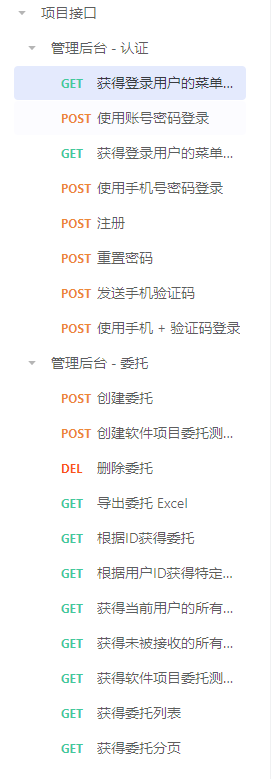 项目接口
管理后台 - 认证
GET 获得登录用户的菜单...
POST 使用账号密码登录
GET 获得登录用户的菜单...
POST 使用手机号密码登录
POST 注册
POST 重置密码
POST 发送手机验证码
POST 使用手机 + 验证码登录
管理后台 - 委托
POST 创建委托
POST 创建软件项目委托测...
DEL 删除委托
GET 导出委托 Excel
GET 根据ID获得委托
GET 根据用户ID获得特定...
GET 获得当前用户的所有...
GET 获得未被接收的所有...
GET 获得软件项目委托测...
GET 获得委托列表
GET 获得委托分页